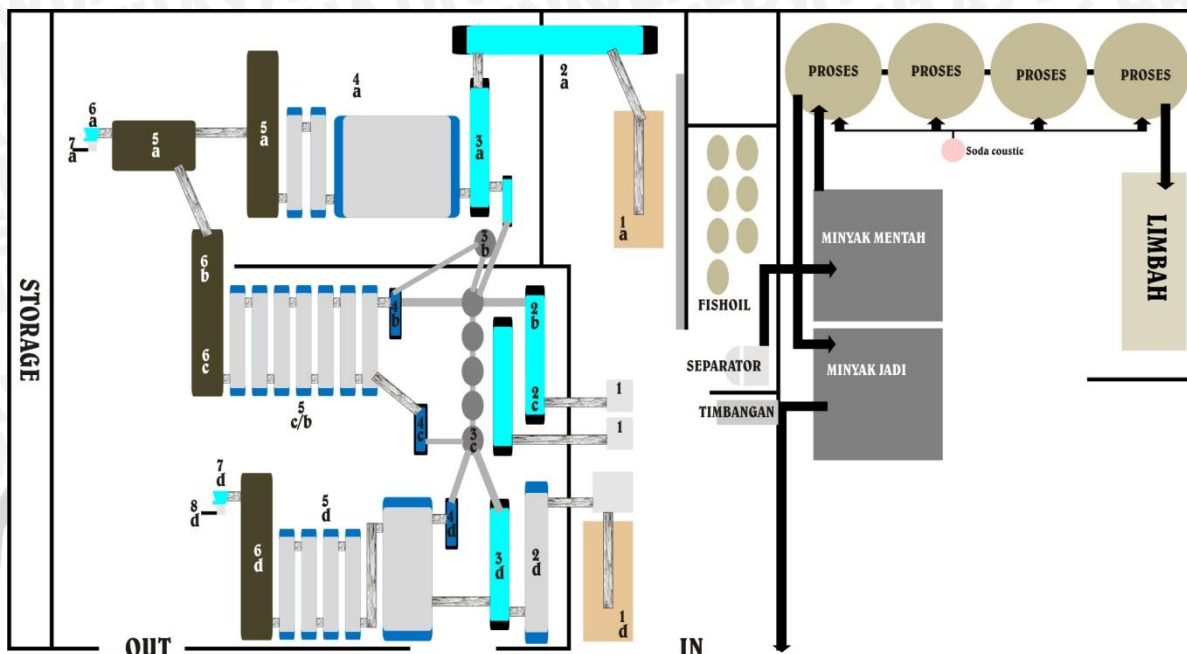 PROSES
PROSES
PROSES
PROSES
Soda coustic
MINYAK MENTAH
MINYAK JADI
LIMBAH
FISHOIL
SEPARATOR
TIMBANGAN
STORAGE
OUT
IN
6
a
7
a
5
a
5
a
4
a
3
a
2
a
1
a
3
b
6
b
6
c
5
c/b
4
b
4
c
2
b
2
c
3
c
1
1
7
d
8
d
6
d
5
d
4
d
3
d
2
d
1
d